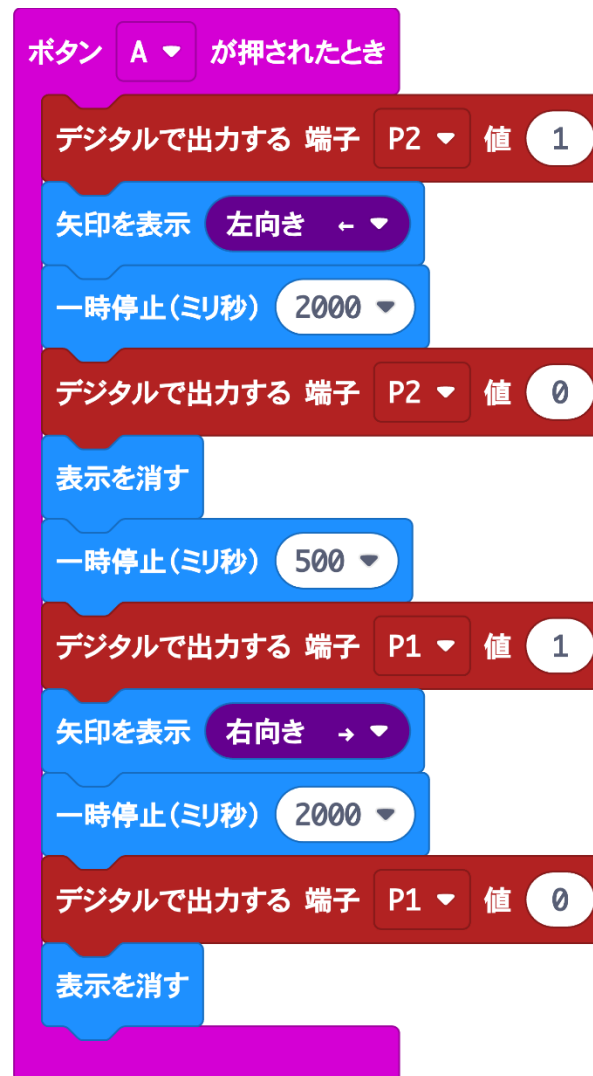 ボタン A ▼ が押されたとき
デジタルで出力する 端子 P2 ▼ 値 1
矢印を表示 左向き ← ▼
一時停止(ミリ秒) 2000 ▼
デジタルで出力する 端子 P2 ▼ 値 0
表示を消す
一時停止(ミリ秒) 500 ▼
デジタルで出力する 端子 P1 ▼ 値 1
矢印を表示 右向き → ▼
一時停止(ミリ秒) 2000 ▼
デジタルで出力する 端子 P1 ▼ 値 0
表示を消す